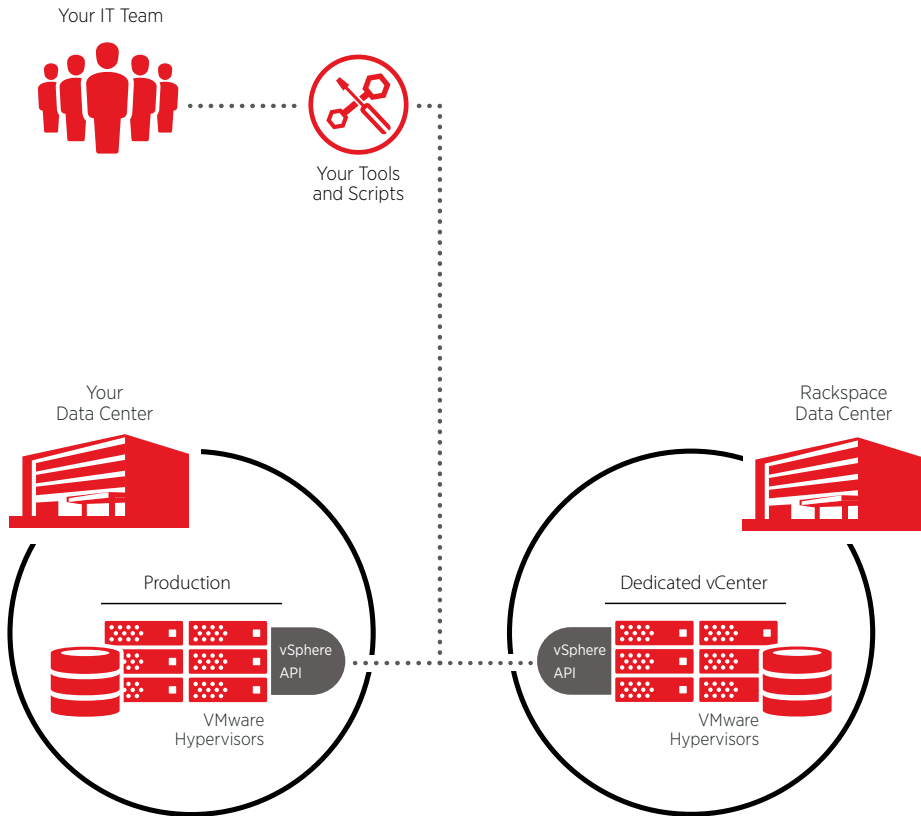 Your IT Team
Your Tools
and Scripts
Your
Data Center
Rackspace
Data Center
Production
vSphere
API
VMware
Hypervisors
Dedicated vCenter
vSphere
API
VMware
Hypervisors